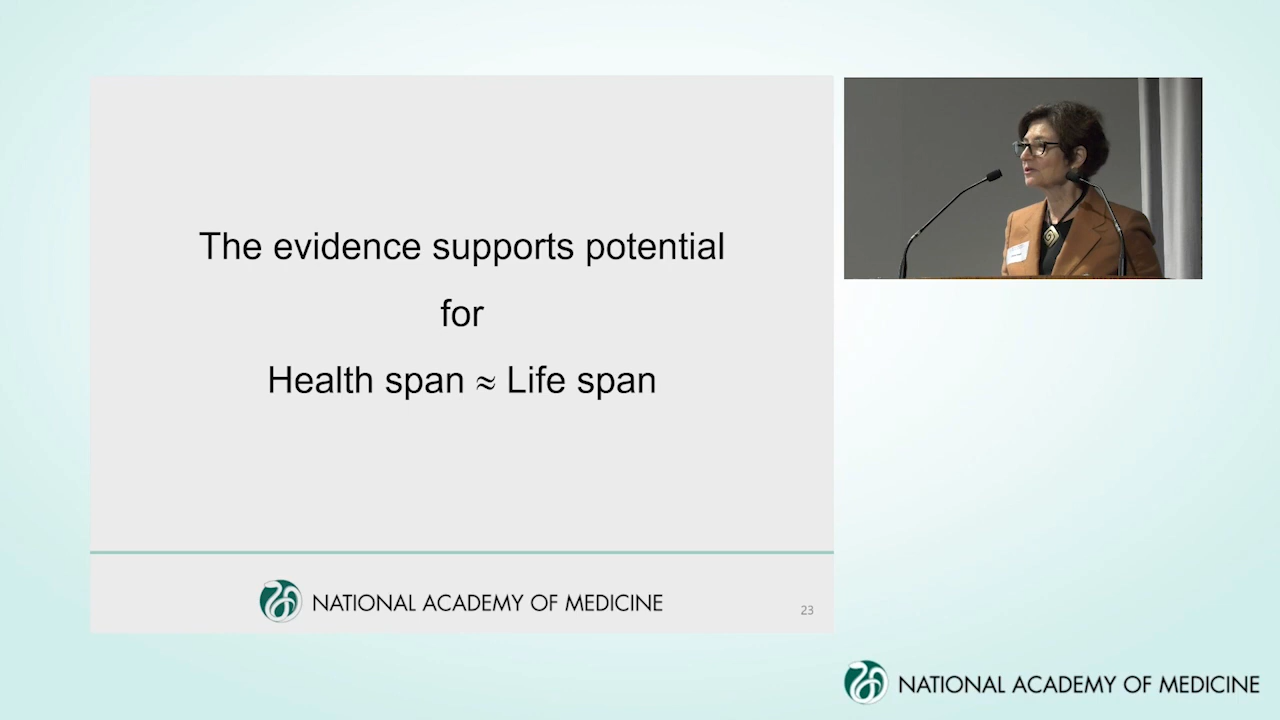 The evidence supports potential
for
Health span ≈ Life span
NATIONAL ACADEMY OF MEDICINE
23
NATIONAL ACADEMY OF MEDICINE